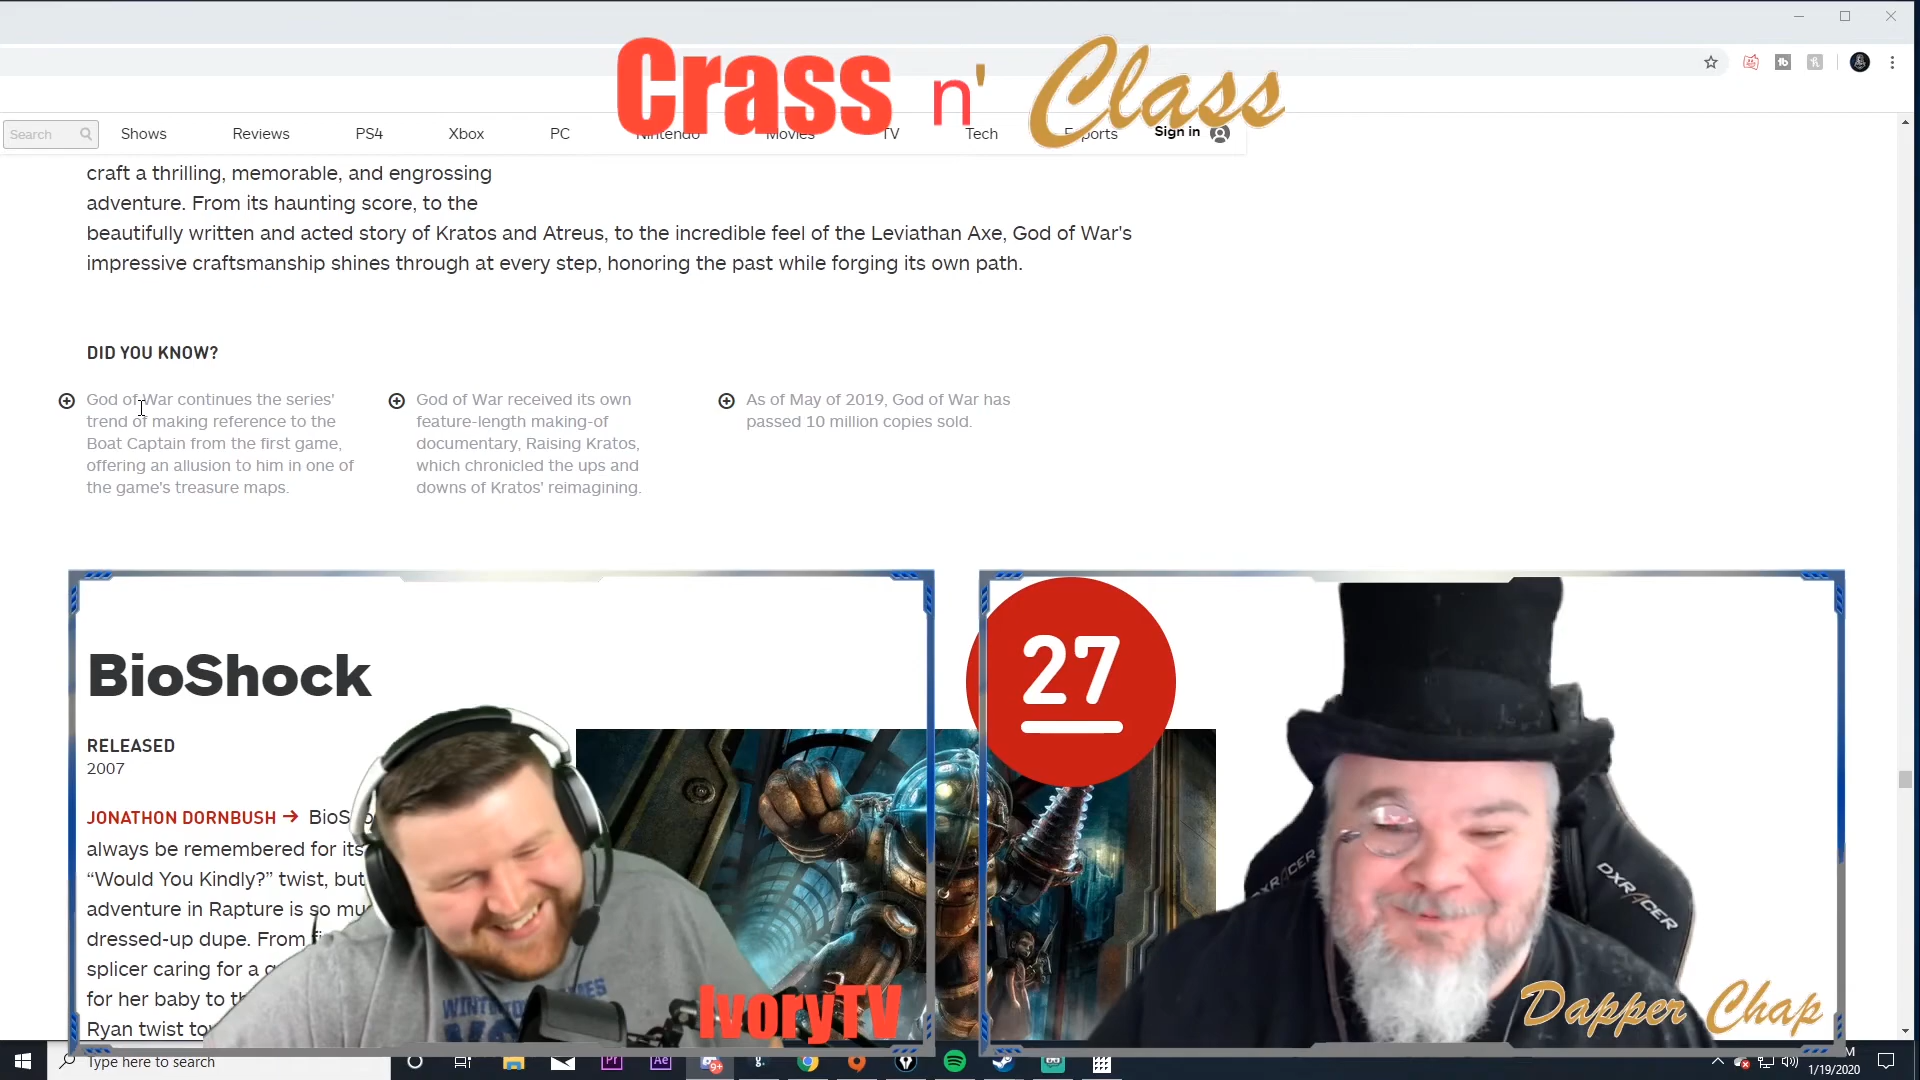 Crass n' Class
Search
Shows
Reviews
PS4
Xbox
PC
Nintendo
Movies
TV
Tech
Esports
Sign in
craft a thrilling, memorable, and engrossing
adventure. From its haunting score, to the
beautifully written and acted story of Kratos and Atreus, to the incredible feel of the Leviathan Axe, God of War's
impressive craftsmanship shines through at every step, honoring the past while forging its own path.
DID YOU KNOW?
God of War continues the series'
trend of making reference to the
Boat Captain from the first game,
offering an allusion to him in one of
the game's treasure maps.
God of War received its own
feature-length making-of
documentary, Raising Kratos,
which chronicled the ups and
downs of Kratos' reimagining.
As of May of 2019, God of War has
passed 10 million copies sold.
27
BioShock
RELEASED
2007
JONATHON DORNBUSH →
always be remembered for its
“Would You Kindly?” twist, but
adventure in Rapture is so
dressed-up dupe. From
splicer caring for a
for her baby to
Ryan twist
DXRACER
IvoryTV
Dapper Chap
Type here to search
Pr
Ae
9+
1/19/2020